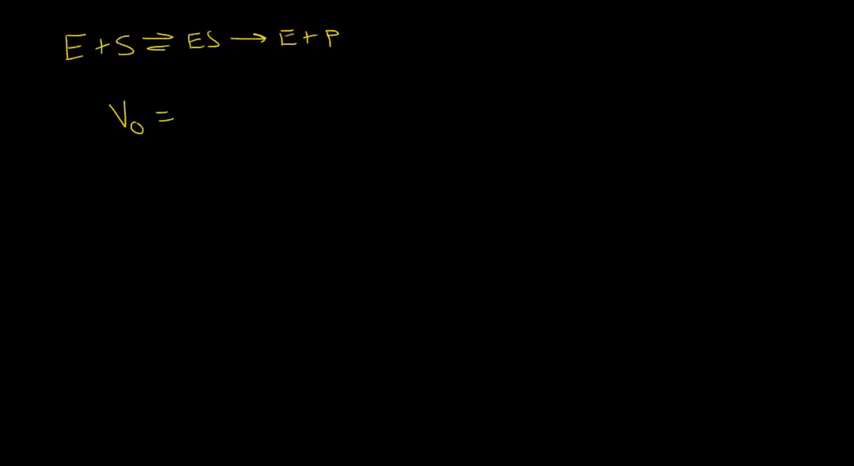 E + S ⇌ ES → E + P
V₀ =